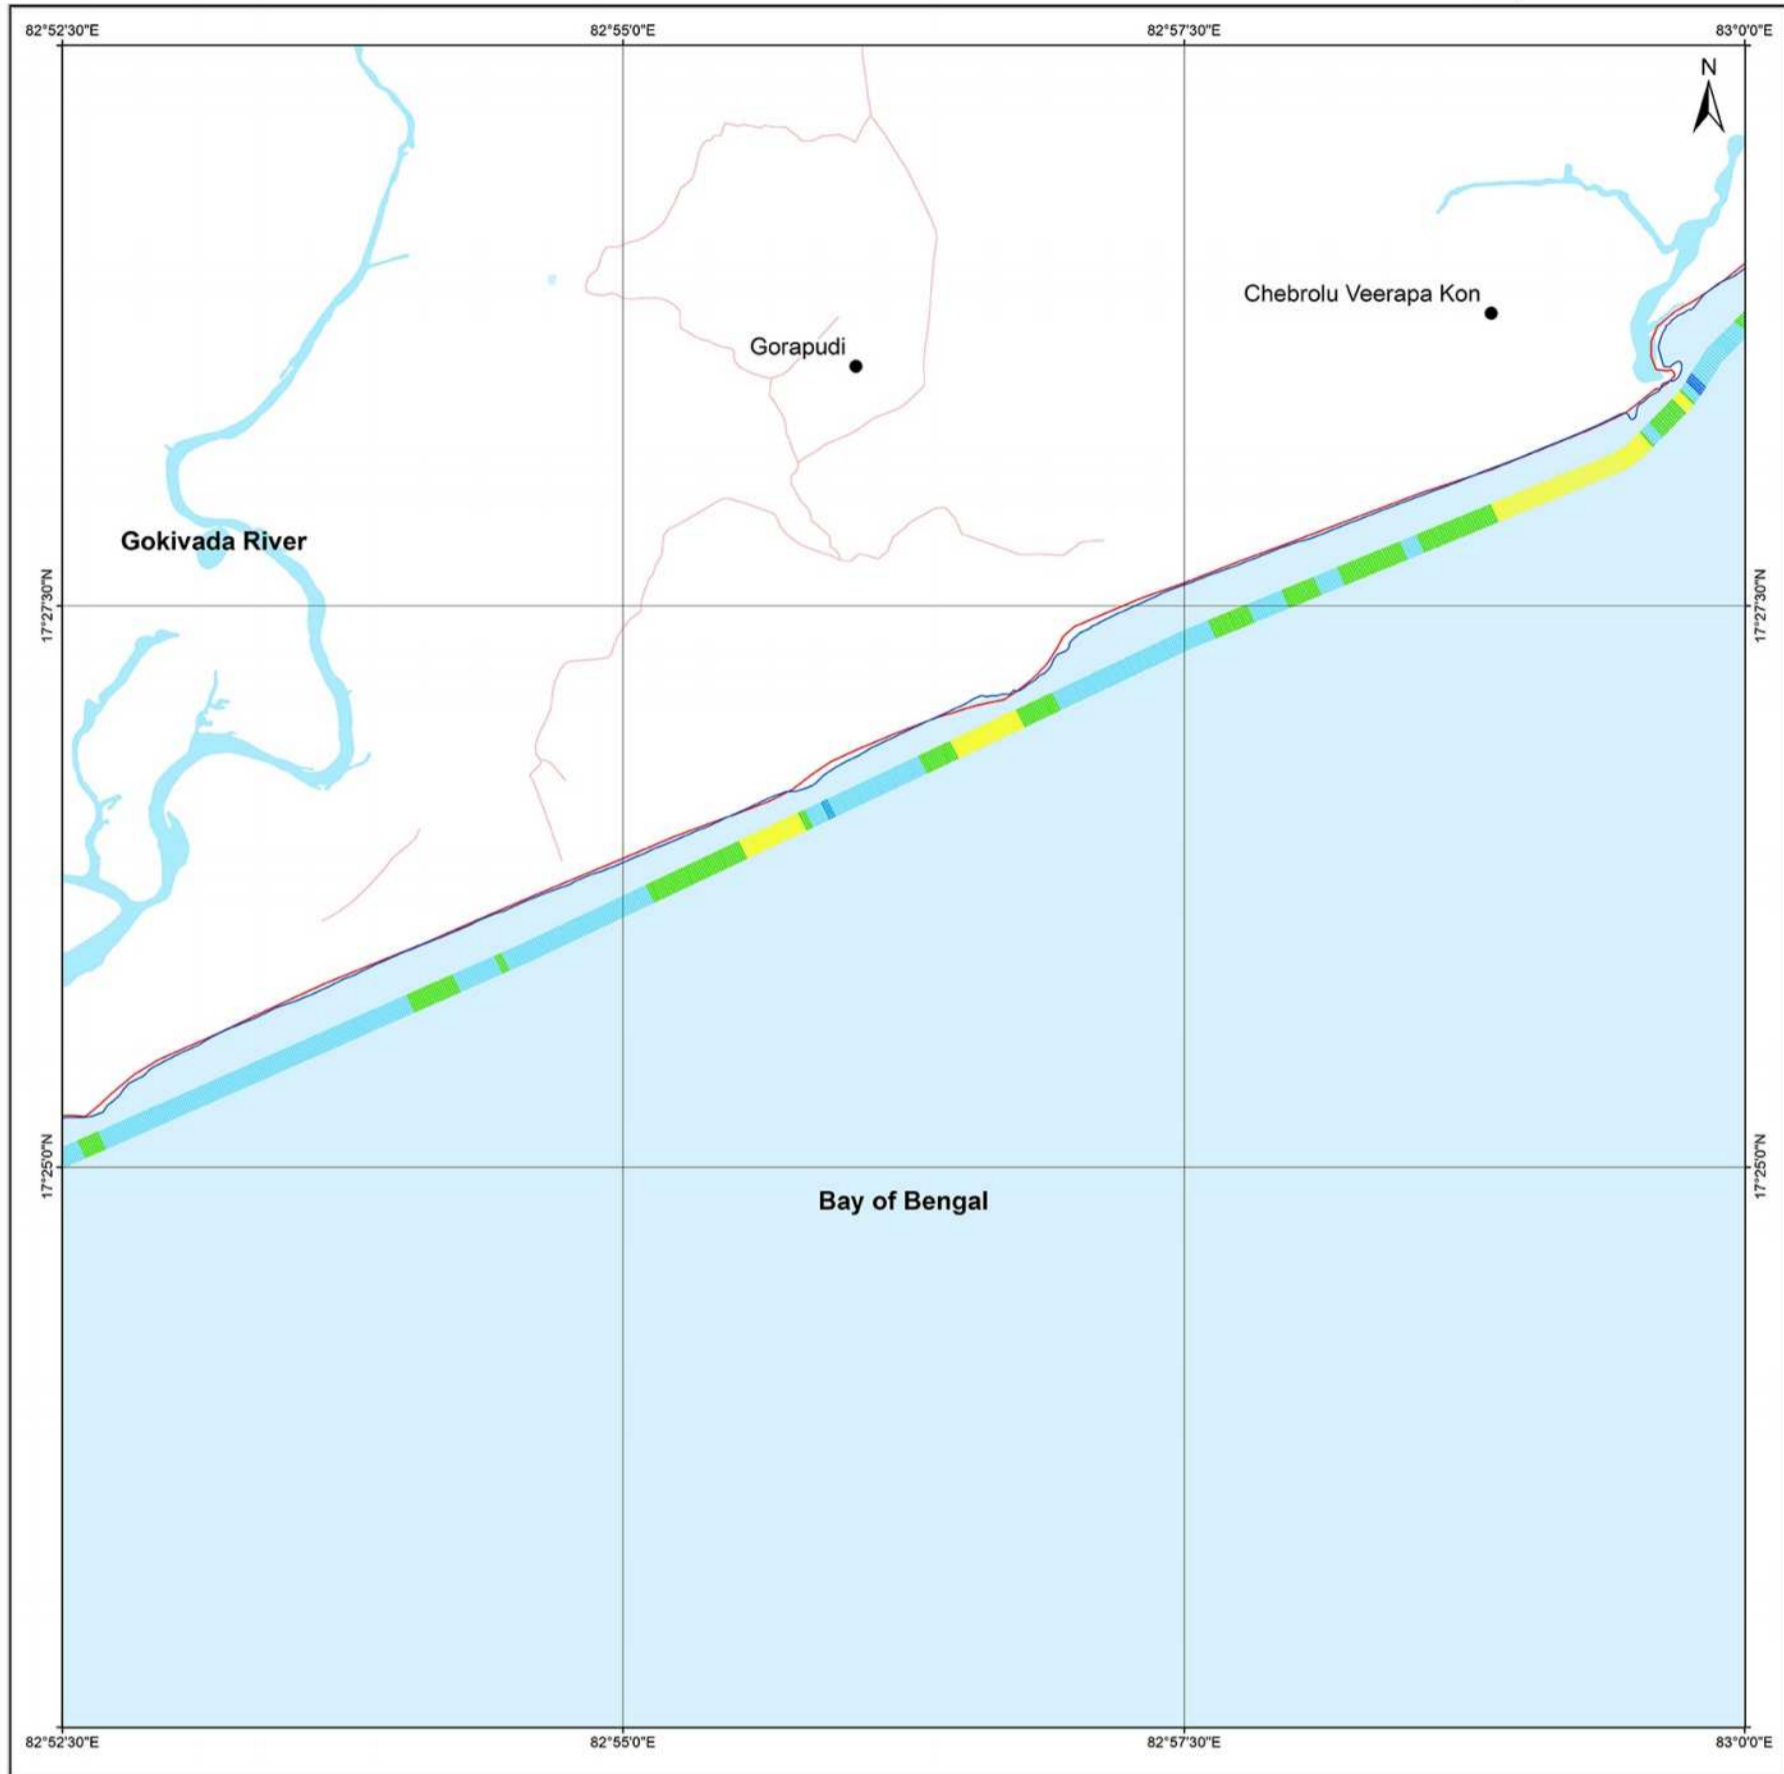 82°52'30"E
82°55'0"E
82°57'30"E
83°0'0"E
N
Chebrolu Veerapa Kon
Gorapudi
Gokivada River
17°27'30"N
17°27'30"N
17°25'0"N
17°25'0"N
Bay of Bengal
82°52'30"E
82°55'0"E
82°57'30"E
83°0'0"E